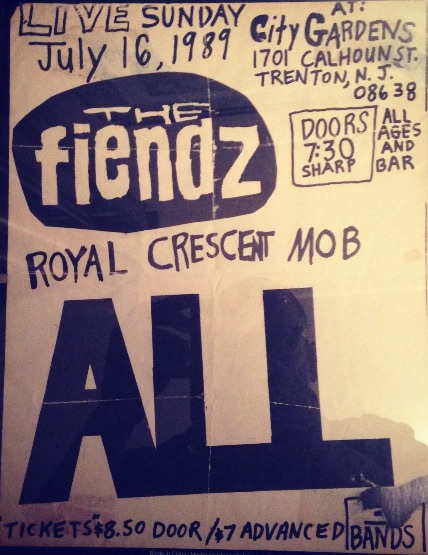 LIVE SUNDAY
July 16, 1989
AT:
City GARDENS
1701 CALHOUN ST.
TRENTON, N. J.
08638
THE
fiendz
DOORS
7:30
SHARP
ALL
AGES
AND
BAR
ROYAL CRESCENT MOB
ALL
"TICKETS" $8.50 DOOR / $7 ADVANCED
BANDS